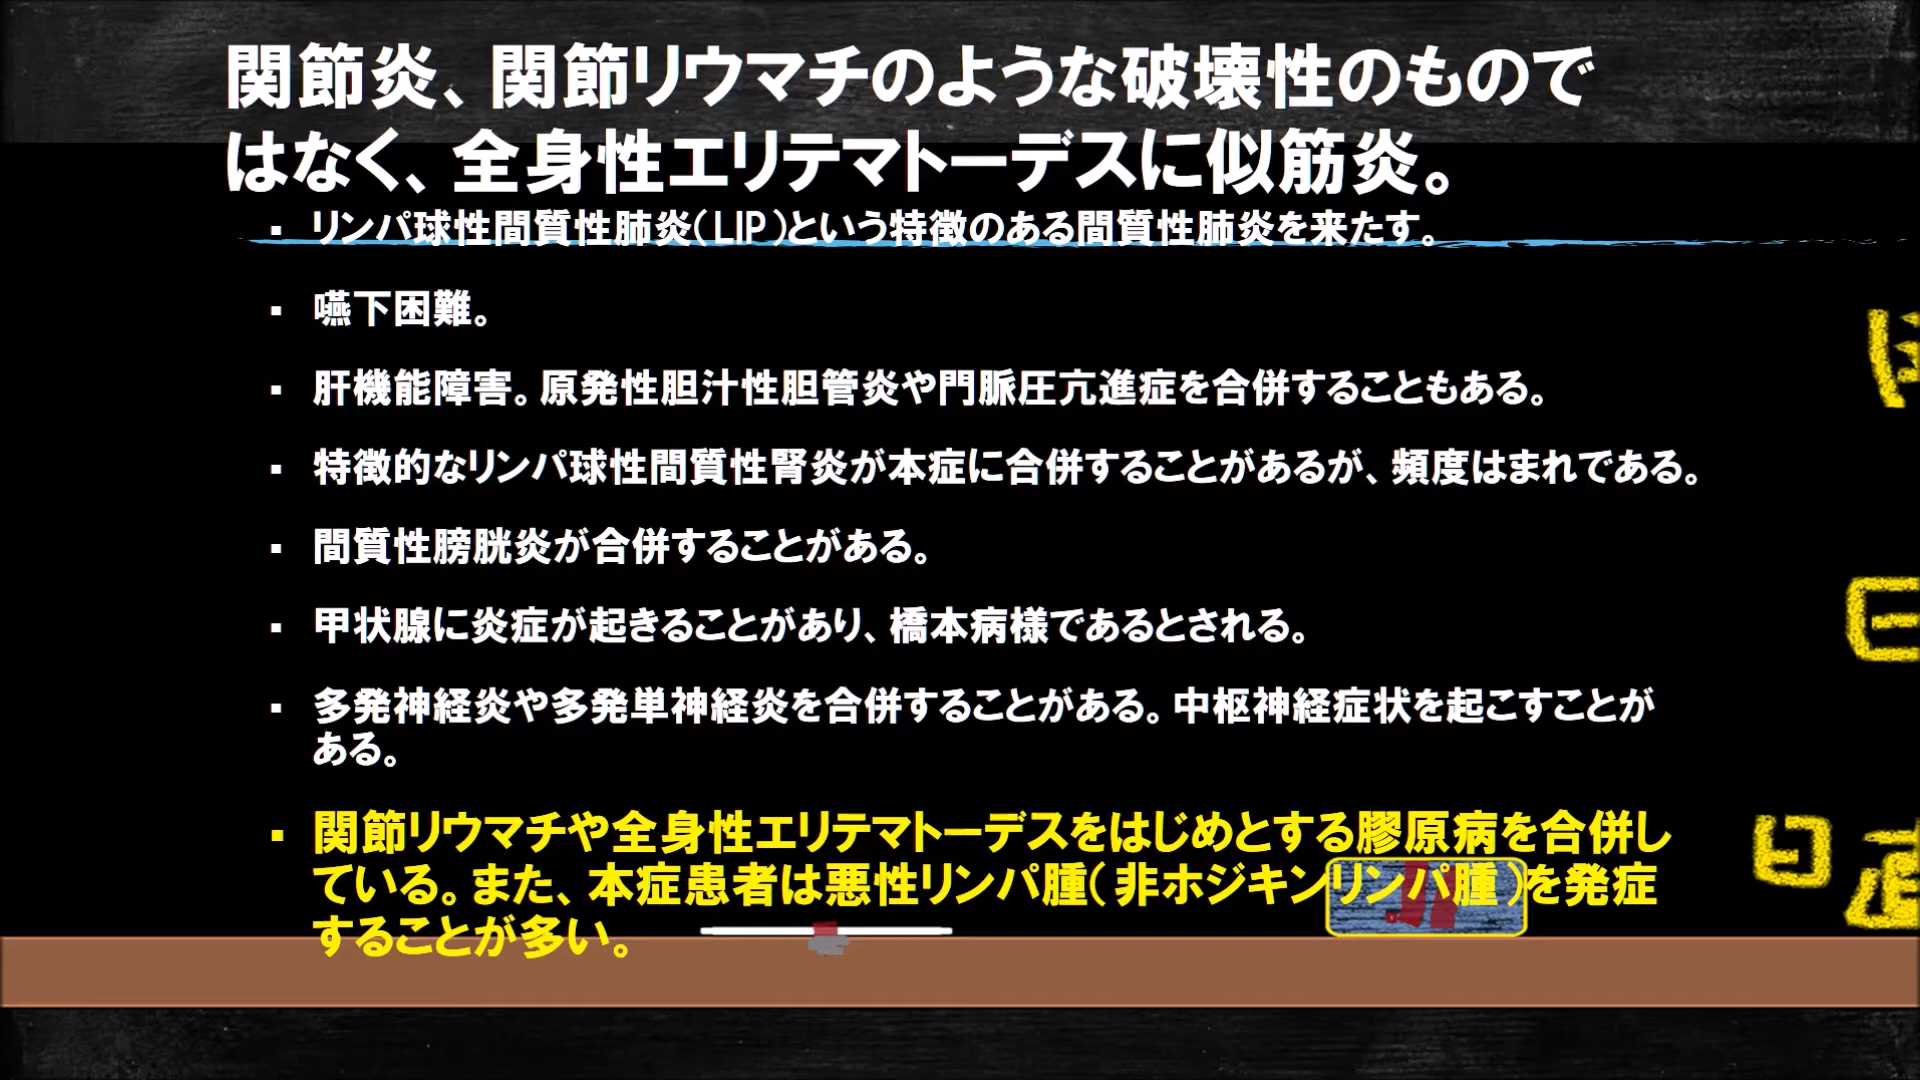 関節炎、関節リウマチのような破壊性のもので
はなく、全身性エリテマトーデスに似筋炎。
▪ リンパ球性間質性肺炎（LIP）という特徴のある間質性肺炎を来たす。
▪ 嚥下困難。
▪ 肝機能障害。原発性胆汁性胆管炎や門脈圧亢進症を合併することもある。
▪ 特徴的なリンパ球性間質性腎炎が本症に合併することがあるが、頻度はまれである。
▪ 間質性膀胱炎が合併することがある。
▪ 甲状腺に炎症が起きることがあり、橋本病様であるとされる。
▪ 多発神経炎や多発単神経炎を合併することがある。中枢神経症状を起こすことが
ある。
▪ 関節リウマチや全身性エリテマトーデスをはじめとする膠原病を合併し
ている。また、本症患者は悪性リンパ腫（非ホジキンリンパ腫）を発症
することが多い。